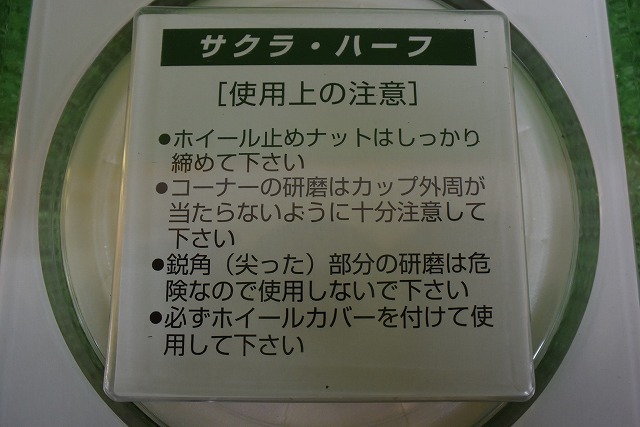 サクラ・ハーフ
［使用上の注意］
●ホイール止めナットはしっかり
締めて下さい
●コーナーの研磨はカップ外周が
当たらないように十分注意して
下さい
●鋭角（尖った）部分の研磨は危
険なので使用しないで下さい
●必ずホイールカバーを付けて使
用して下さい